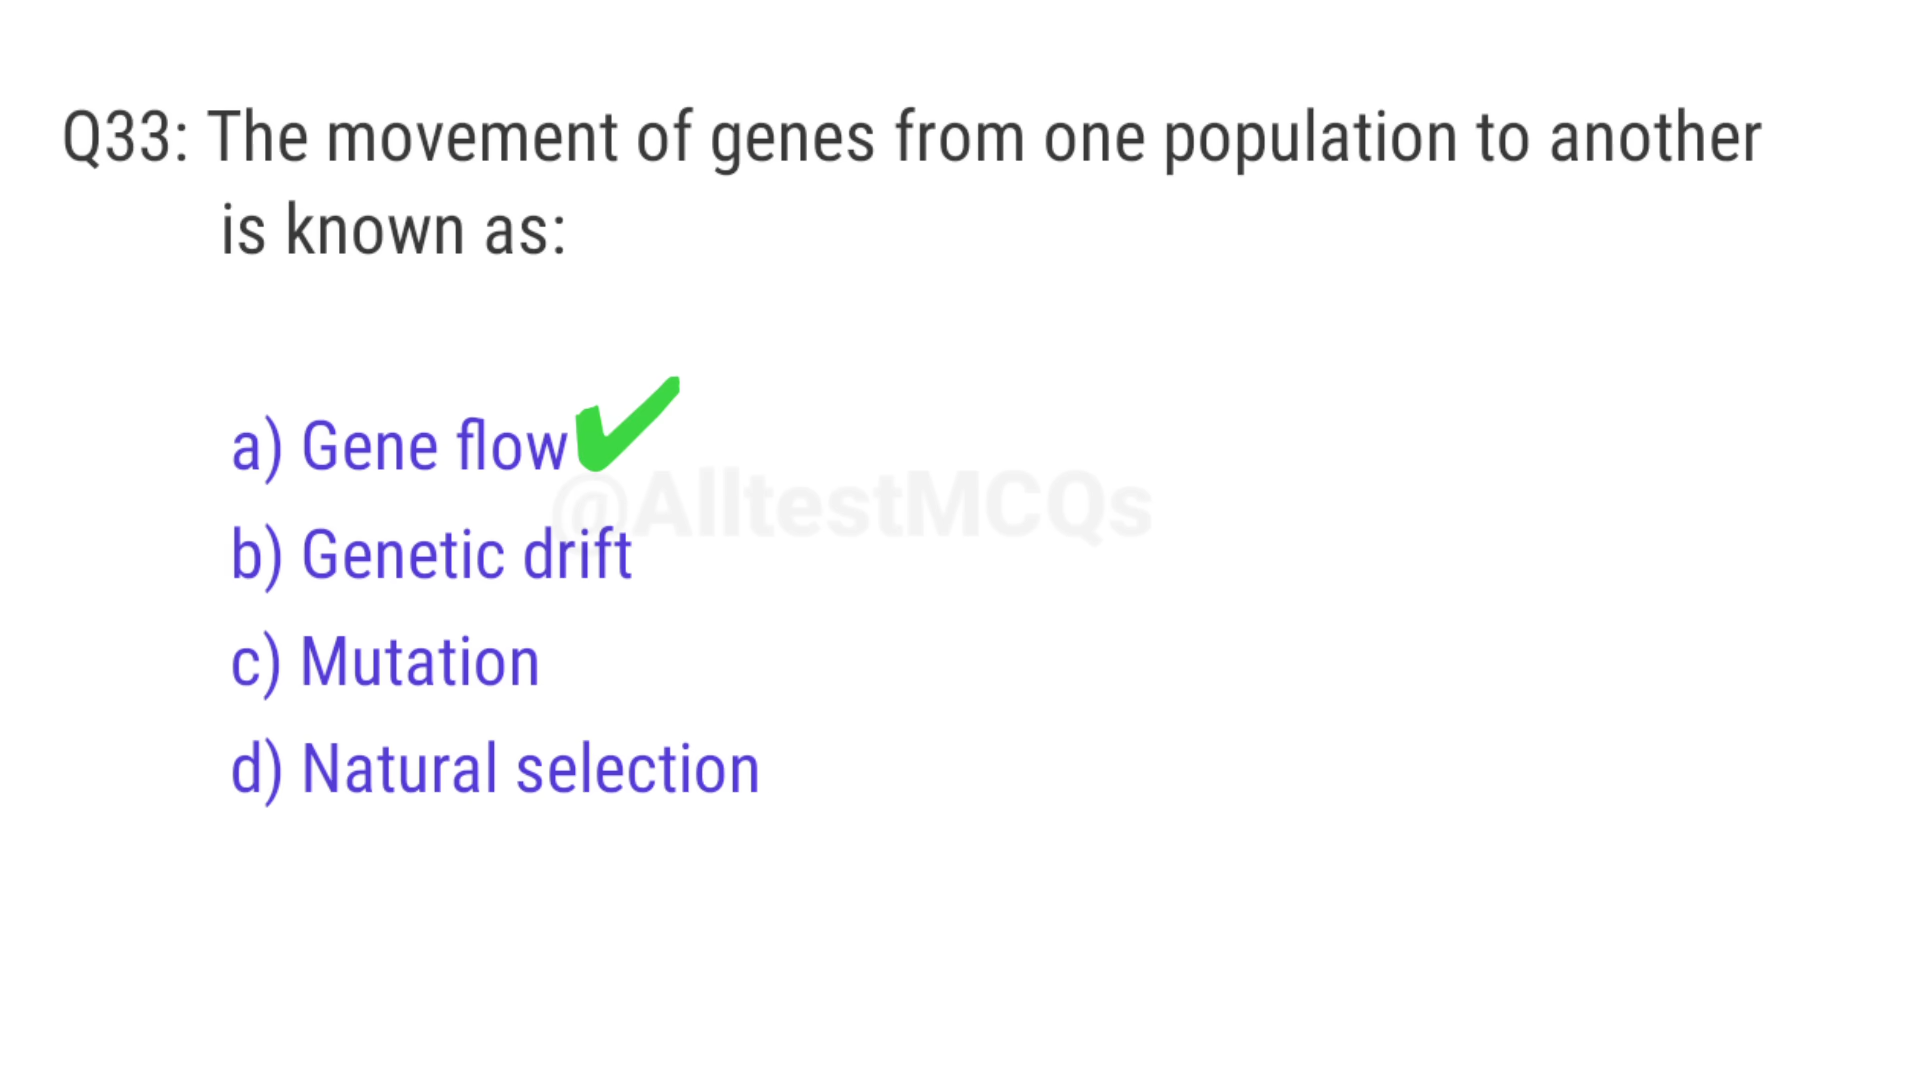 Q33: The movement of genes from one population to another
is known as:
a) Gene flow
@AlltestMCQs
b) Genetic drift
c) Mutation
d) Natural selection